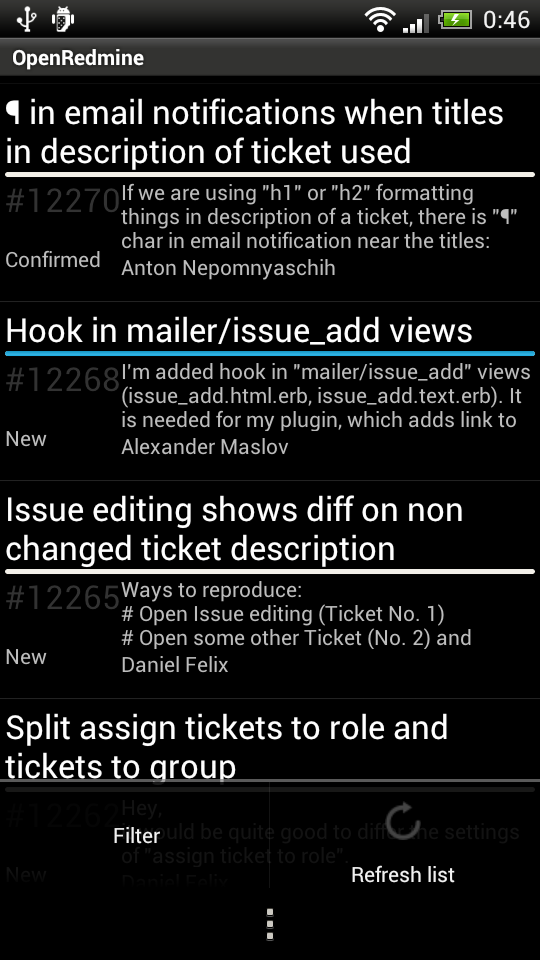 0:46
OpenRedmine
¶ in email notifications when titles
in description of ticket used
#12270
If we are using "h1" or "h2" formatting
things in description of a ticket, there is "¶"
char in email notification near the titles:
Confirmed
Anton Nepomnyaschih
Hook in mailer/issue_add views
#12268
I'm added hook in "mailer/issue_add" views
(issue_add.html.erb, issue_add.text.erb). It
is needed for my plugin, which adds link to
New
Alexander Maslov
Issue editing shows diff on non
changed ticket description
#12265
Ways to reproduce:
# Open Issue editing (Ticket No. 1)
# Open some other Ticket (No. 2) and
New
Daniel Felix
Split assign tickets to role and
tickets to group
#12262
Hey,
would be quite good to differ the settings
of "assign ticket to role".
New
Daniel Felix
Filter
Refresh list